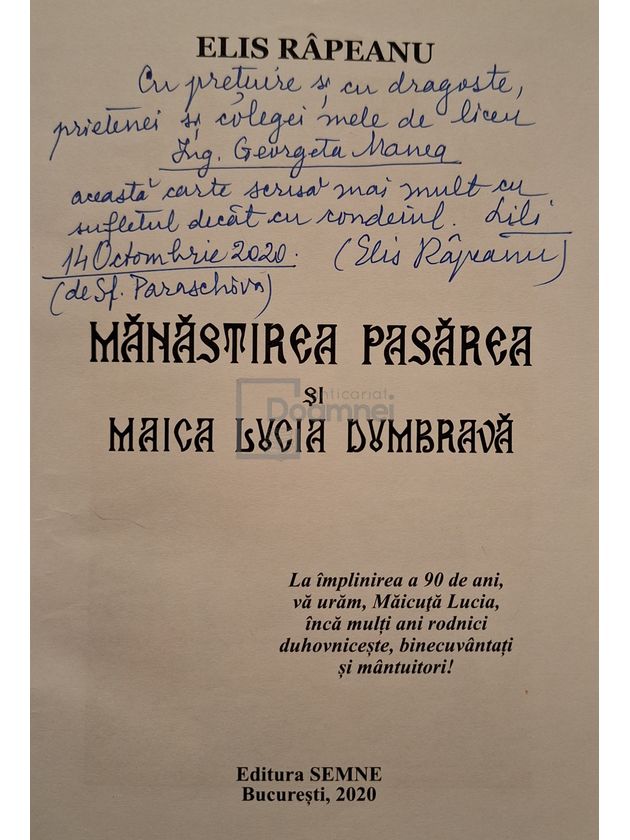 ELIS RÂPEANU
Cu prețuire și cu dragoste,
prietenei și colegei mele de liceu
Ing. Georgeta Manea
această carte scrisă mai mult cu
sufletul decât cu condeiul. Lili
14 Octombrie 2020. (Elis Râpeanu)
(de Sf. Paraschiva)
MĂNĂSTIREA PASĂREA
ȘI
anticariat
Doamnei
MAICA LUCIA DUMBRAVĂ
La împlinirea a 90 de ani,
vă urăm, Măicuţă Lucia,
încă mulți ani rodnici
duhovnicește, binecuvântați
și mântuitori!
Editura SEMNE
București, 2020